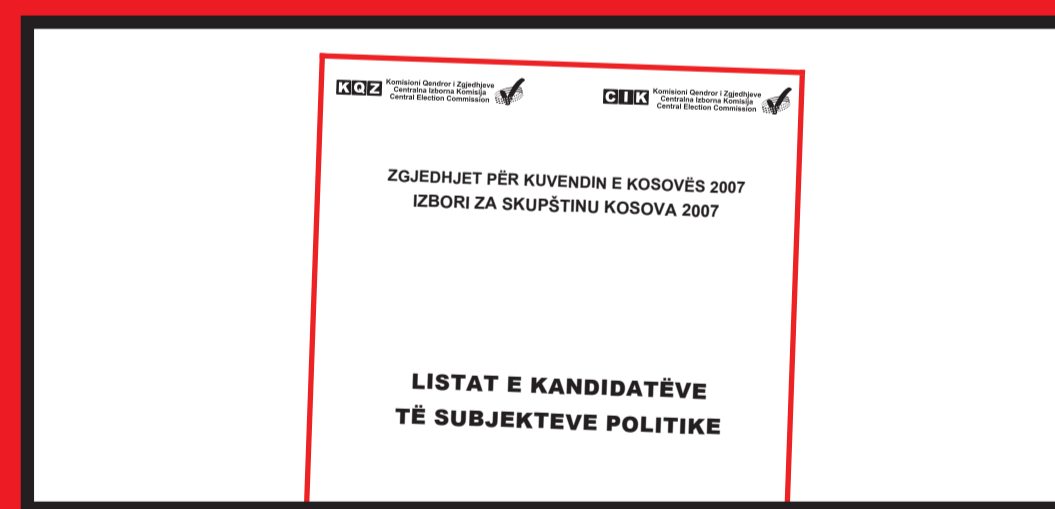 KQZ Komisioni Qendror i Zgjedhjeve
Centralna Izborna Komisija
Central Election Commission
CIK Komisioni Qendror i Zgjedhjeve
Centralna Izborna Komisija
Central Election Commission
ZGJEDHJET PËR KUVENDIN E KOSOVËS 2007
IZBORI ZA SKUPŠTINU KOSOVA 2007
LISTAT E KANDIDATËVE
TË SUBJEKTEVE POLITIKE